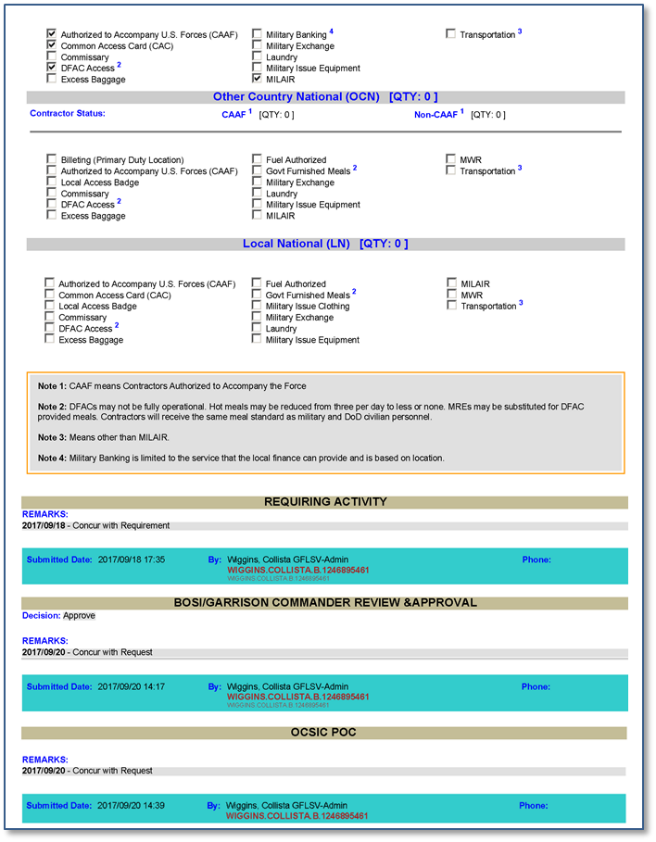 Authorized to Accompany U.S. Forces (CAAF) Military Banking 4 Transportation 3
Common Access Card (CAC) Military Exchange
Commissary Laundry
DFAC Access 2 Military Issue Equipment
Excess Baggage MILAIR
Other Country National (OCN) [QTY: 0 ]
Contractor Status: CAAF 1 [QTY: 0 ] Non-CAAF 1 [QTY: 0 ]
Billeting (Primary Duty Location) Fuel Authorized MWR
Authorized to Accompany U.S. Forces (CAAF) Govt Furnished Meals 2 Transportation 3
Local Access Badge Military Exchange
Commissary Laundry
DFAC Access 2 Military Issue Equipment
Excess Baggage MILAIR
Local National (LN) [QTY: 0 ]
Authorized to Accompany U.S. Forces (CAAF) Fuel Authorized MILAIR
Common Access Card (CAC) Govt Furnished Meals 2 MWR
Local Access Badge Military Issue Clothing Transportation 3
Commissary Military Exchange
DFAC Access 2 Laundry
Excess Baggage Military Issue Equipment
Note 1: CAAF means Contractors Authorized to Accompany the Force
Note 2: DFACs may not be fully operational. Hot meals may be reduced from three per day to less or none. MREs may be substituted for DFAC
provided meals. Contractors will receive the same meal standard as military and DoD civilian personnel.
Note 3: Means other than MILAIR.
Note 4: Military Banking is limited to the service that the local finance can provide and is based on location.
REQUIRING ACTIVITY
REMARKS:
2017/09/18 - Concur with Requirement
Submitted Date: 2017/09/18 17:35 By: Wiggins, Collista GFLSV-Admin Phone:
WIGGINS.COLLISTA.B.1246895461
WIGGINS.COLLISTA.B.1246895461
BOSI/GARRISON COMMANDER REVIEW &APPROVAL
Decision: Approve
REMARKS:
2017/09/20 - Concur with Request
Submitted Date: 2017/09/20 14:17 By: Wiggins, Collista GFLSV-Admin Phone:
WIGGINS.COLLISTA.B.1246895461
WIGGINS.COLLISTA.B.1246895461
OCSIC POC
REMARKS:
2017/09/20 - Concur with Request
Submitted Date: 2017/09/20 14:39 By: Wiggins, Collista GFLSV-Admin Phone:
WIGGINS.COLLISTA.B.1246895461